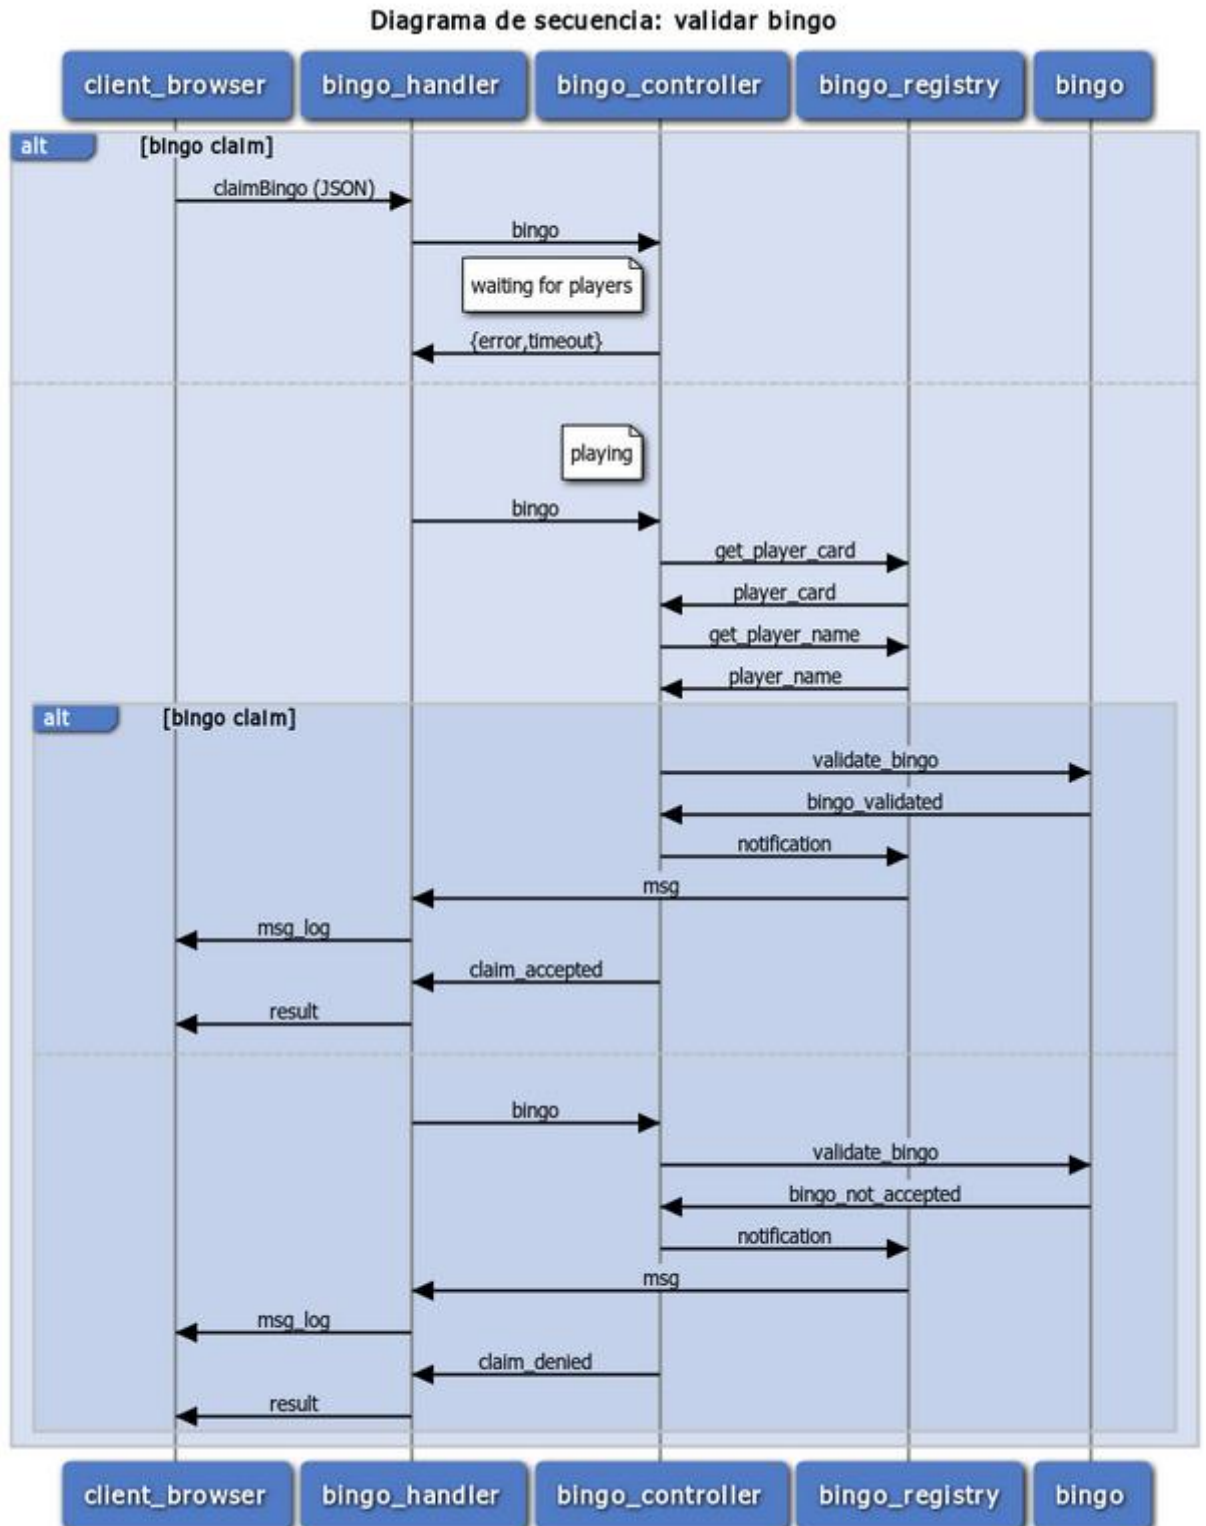 Diagrama de secuencia: validar bingo
client_browser bingo_handler bingo_controller bingo_registry bingo
alt [bingo claim]
claimBingo (JSON)
bingo
waiting for players
{error,timeout}
playing
bingo
get_player_card
player_card
get_player_name
player_name
alt [bingo claim]
validate_bingo
bingo_validated
notification
msg
msg_log
claim_accepted
result
bingo
validate_bingo
bingo_not_accepted
notification
msg
msg_log
claim_denied
result
client_browser bingo_handler bingo_controller bingo_registry bingo